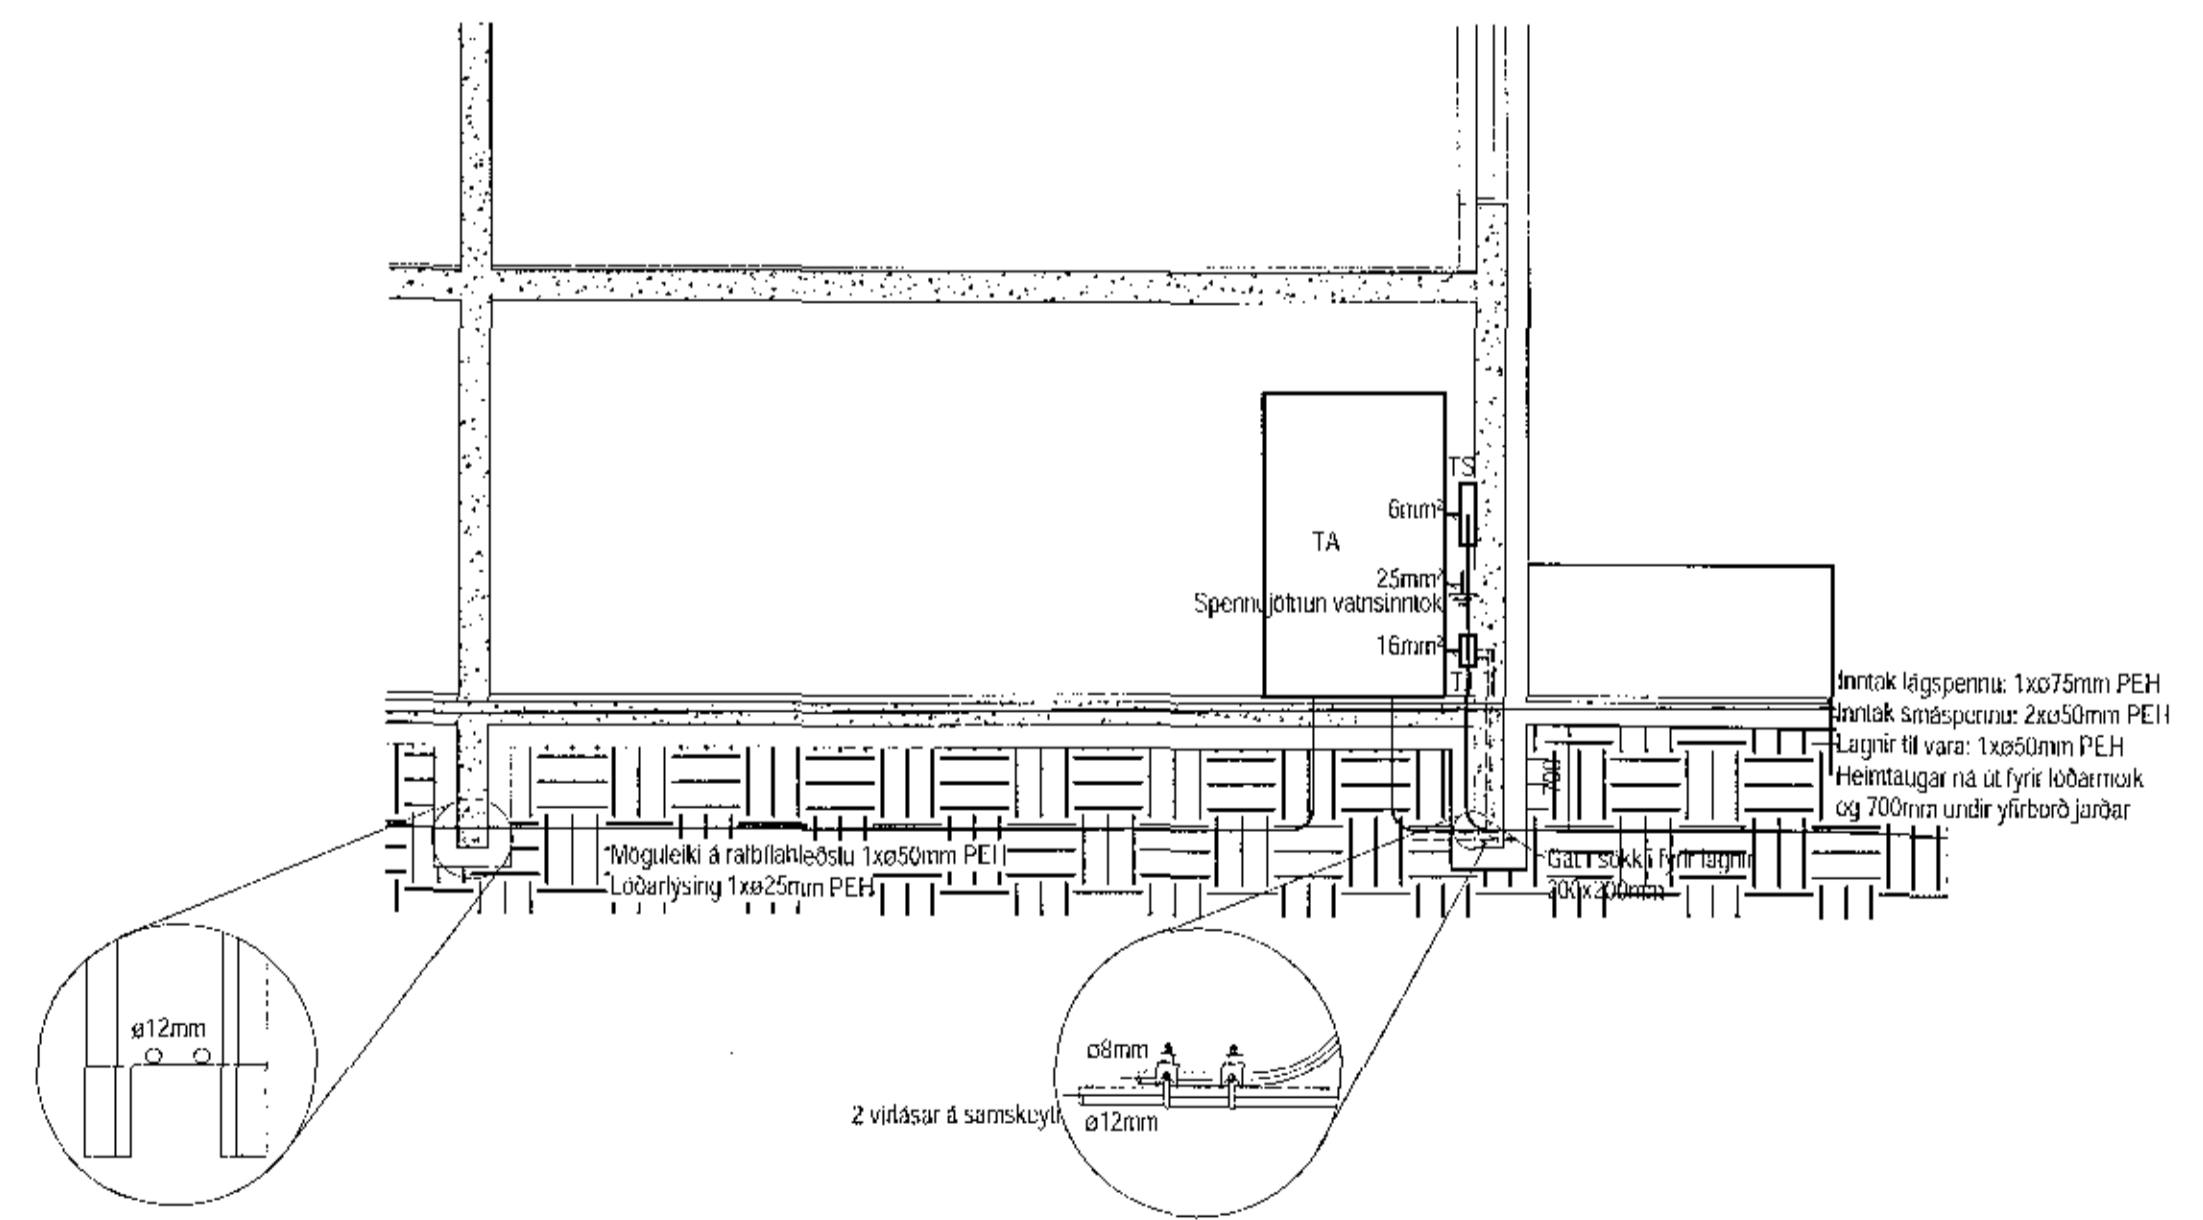 TS
6mm²
TA
25mm²
Spennujöfnun vatnsinntök
16mm²
Inntak lágspennu: 1xø75mm PEH
Inntak smáspennu: 2xø50mm PEH
Lagnir til vara: 1xø50mm PEH
Heimtaugar ná út fyrir lóðarmörk
og 700mm undir yfirborð jarðar
700
Möguleiki á rafbílahleðslu 1xø50mm PEH
Lóðarlýsing 1xø25mm PEH
Gat í sökkli fyrir lagnir
ø12mm
ø8mm
2 vírlásar á samskeyti
ø12mm